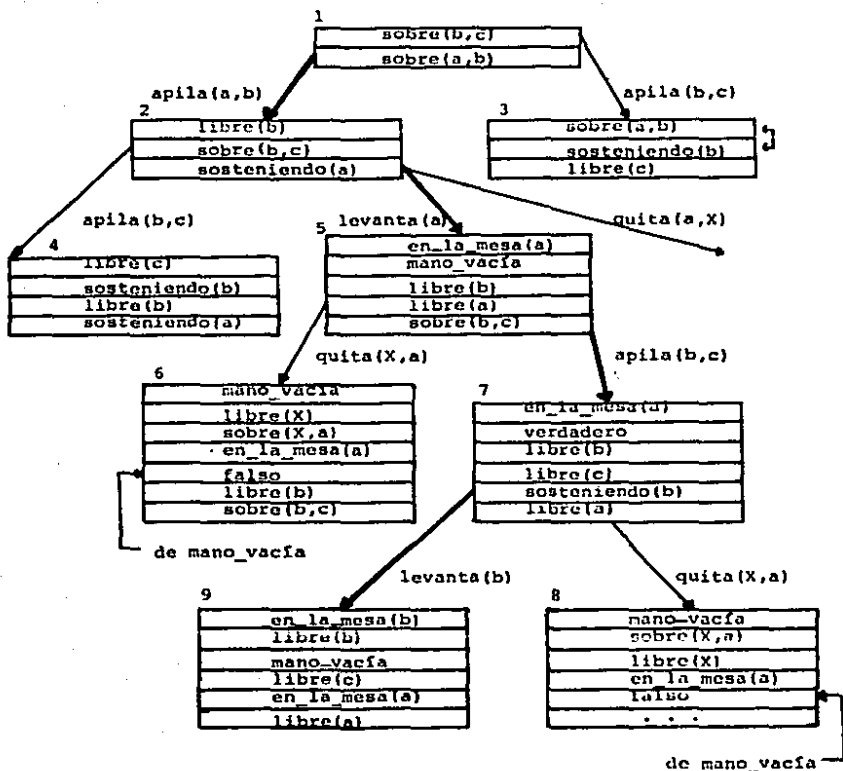 1
sobre(b,c)
sobre(a,b)
apila(a,b)
apila(b,c)
2
libre(b)
sobre(b,c)
sosteniendo(a)
3
sobre(a,b)
sosteniendo(b)
libre(c)
apila(b,c)
levanta(a)
quita(a,X)
4
libre(c)
sosteniendo(b)
libre(b)
sosteniendo(a)
5
en_la_mesa(a)
mano_vacía
libre(b)
libre(a)
sobre(b,c)
quita(X,a)
apila(b,c)
6
mano_vacía
libre(X)
sobre(X,a)
en_la_mesa(a)
falso
libre(b)
sobre(b,c)
de mano_vacía
7
en_la_mesa(a)
verdadero
libre(b)
libre(c)
sosteniendo(b)
libre(a)
levanta(b)
quita(X,a)
9
en_la_mesa(b)
libre(b)
mano_vacía
libre(c)
en_la_mesa(a)
libre(a)
8
mano_vacía
sobre(X,a)
libre(X)
en_la_mesa(a)
falso
. . .
de mano_vacía